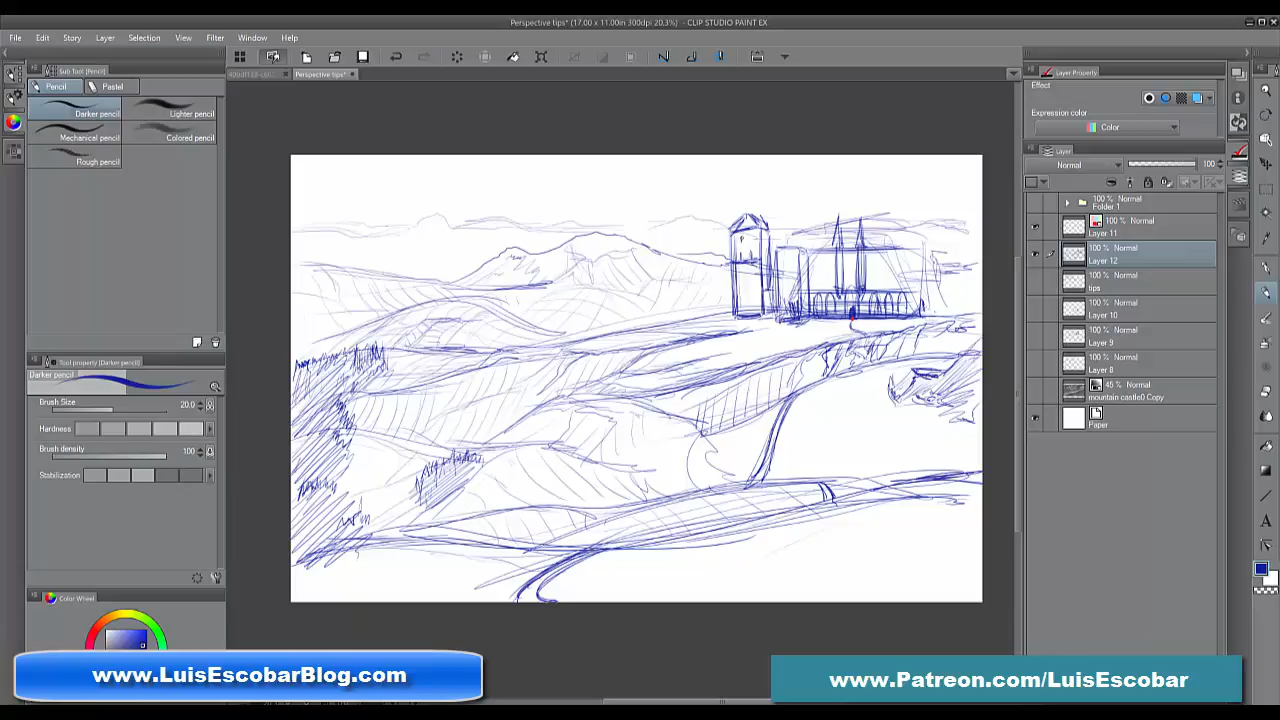 Perspective tips* (17.00 x 11.00in 300dpi 20.3%) - CLIP STUDIO PAINT EX
File Edit Story Layer Selection View Filter Window Help
Sub Tool [Pencil]
Perspective tips*
Layer Property
Pencil Pastel
Effect
Darker pencil Lighter pencil
Expression color
Mechanical pencil Colored pencil
Color
Rough pencil
Layer
Normal 100
100 % Normal
Folder 1
100 % Normal
Layer 11
100 % Normal
Layer 12
100 % Normal
tips
100 % Normal
Layer 10
100 % Normal
Layer 9
100 % Normal
Layer 8
45 % Normal
mountain castle0 Copy
Paper
Tool property [Darker pencil]
Darker pencil
Brush Size 20.0
Hardness
Brush density 100
Stabilization
Color Wheel
www.LuisEscobarBlog.com
www.Patreon.com/LuisEscobar